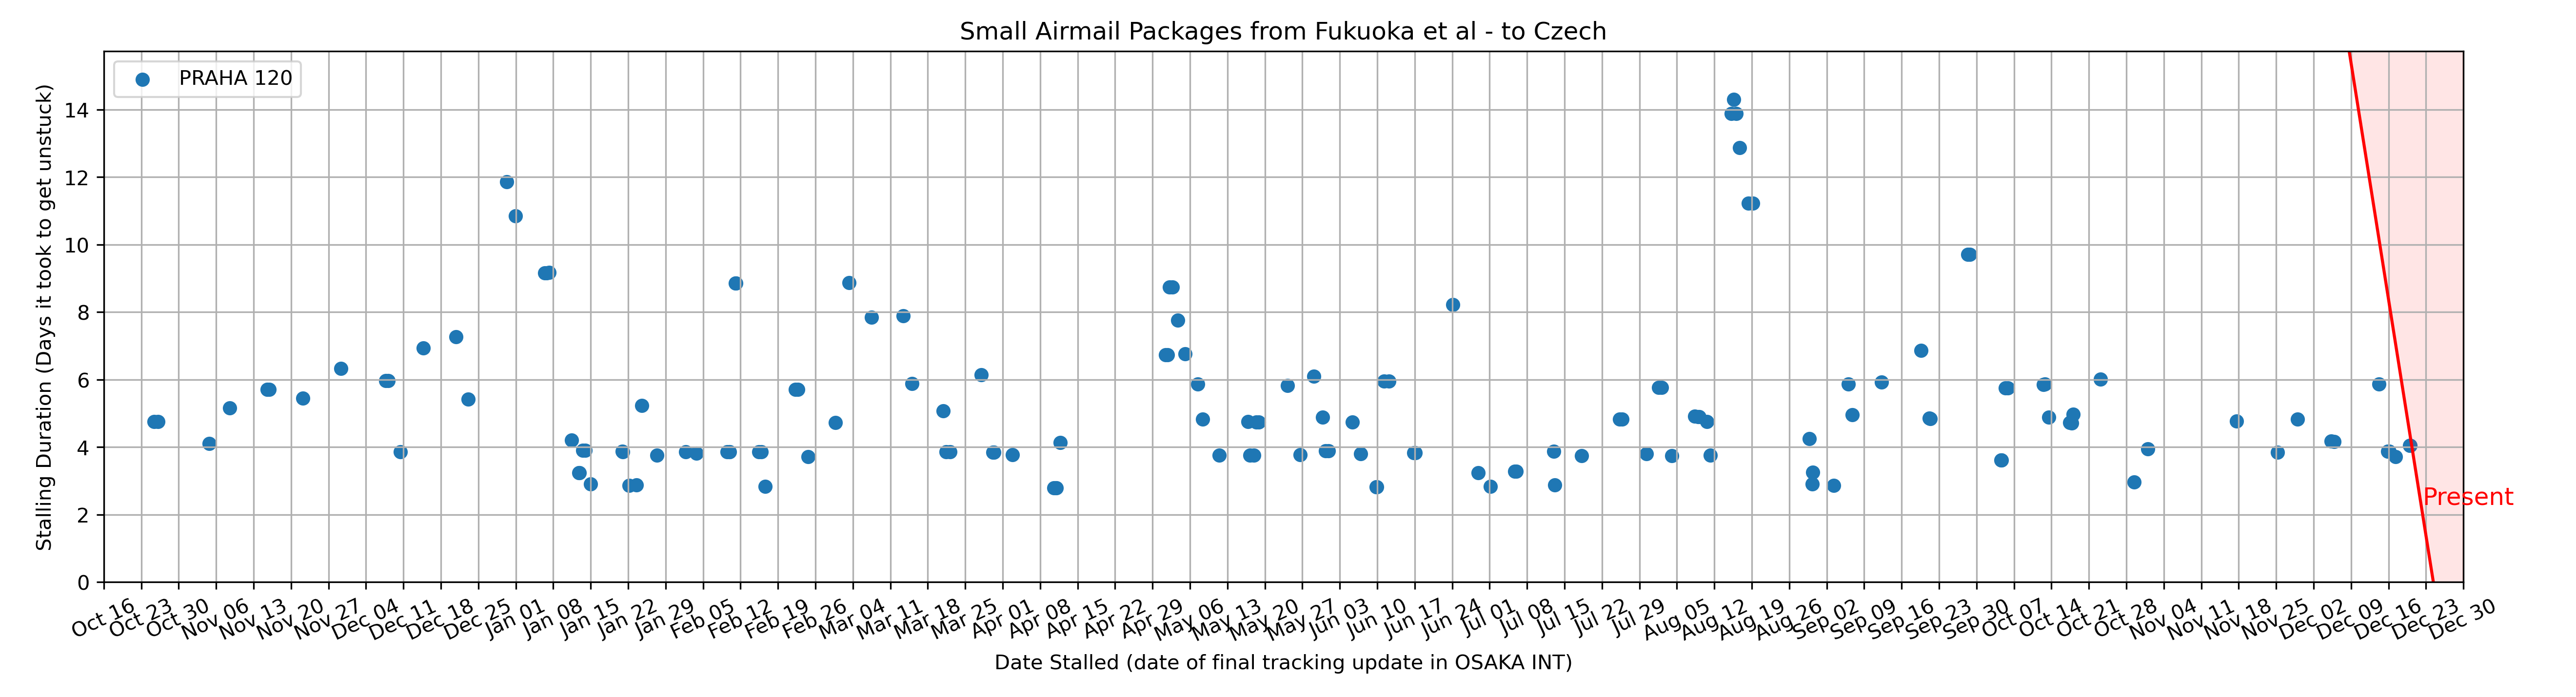 Small Airmail Packages from Fukuoka et al - to Czech
PRAHA 120
Stalling Duration (Days it took to get unstuck)
14
12
10
8
6
4
2
0
Present
Oct 16
Oct 23
Oct 30
Nov 06
Nov 13
Nov 20
Nov 27
Dec 04
Dec 11
Dec 18
Dec 25
Jan 01
Jan 08
Jan 15
Jan 22
Jan 29
Feb 05
Feb 12
Feb 19
Feb 26
Mar 04
Mar 11
Mar 18
Mar 25
Apr 01
Apr 08
Apr 15
Apr 22
Apr 29
May 06
May 13
May 20
May 27
Jun 03
Jun 10
Jun 17
Jun 24
Jul 01
Jul 08
Jul 15
Jul 22
Jul 29
Aug 05
Aug 12
Aug 19
Aug 26
Sep 02
Sep 09
Sep 16
Sep 23
Sep 30
Oct 07
Oct 14
Oct 21
Oct 28
Nov 04
Nov 11
Nov 18
Nov 25
Dec 02
Dec 09
Dec 16
Dec 23
Dec 30
Date Stalled (date of final tracking update in OSAKA INT)